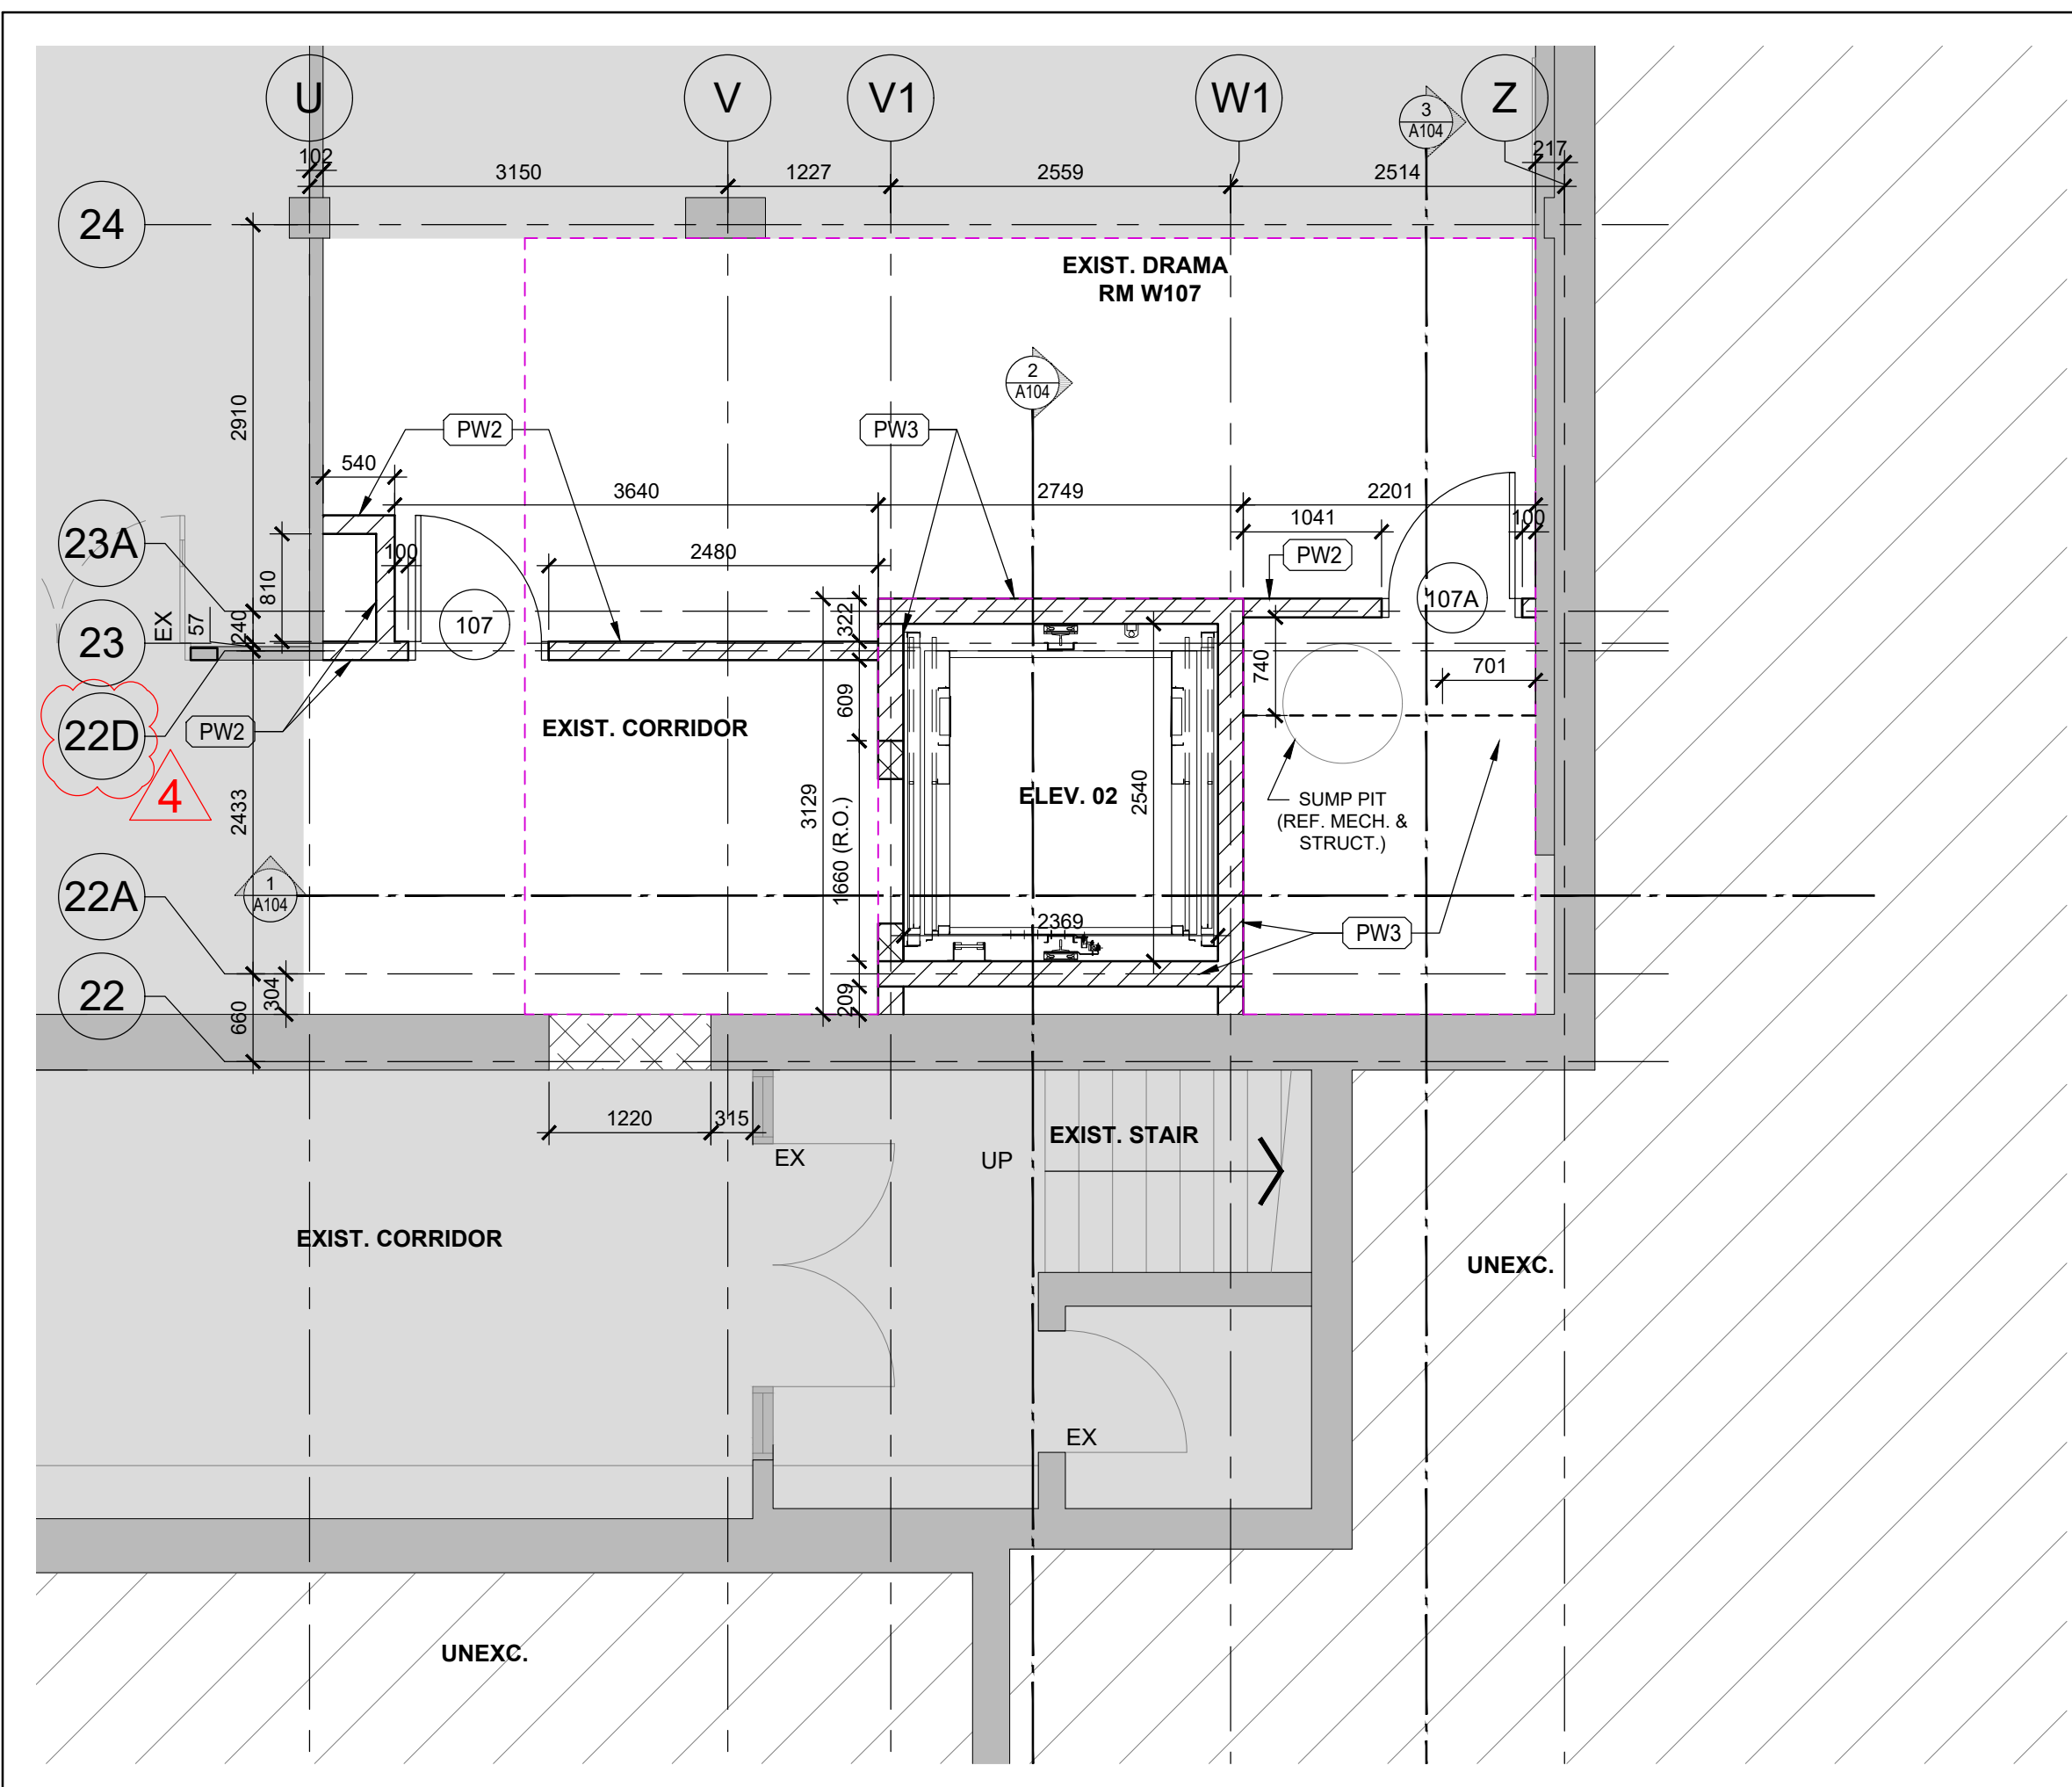 U
V
V1
W1
3
A104
Z
102
3150
1227
2559
2514
217
24
EXIST. DRAMA
RM W107
2
A104
2910
PW2
PW3
540
3640
2749
2201
1041
100
23A
100
2480
PW2
810
107A
EX
57
240
107
322
23
740
701
22D
PW2
EXIST. CORRIDOR
609
4
ELEV. 02
2540
SUMP PIT
(REF. MECH. &
STRUCT.)
2433
3129
1660 (R.O.)
22A
1
A104
2369
PW3
22
304
660
209
1220
315
EXIST. STAIR
EX
UP
EXIST. CORRIDOR
UNEXC.
EX
UNEXC.